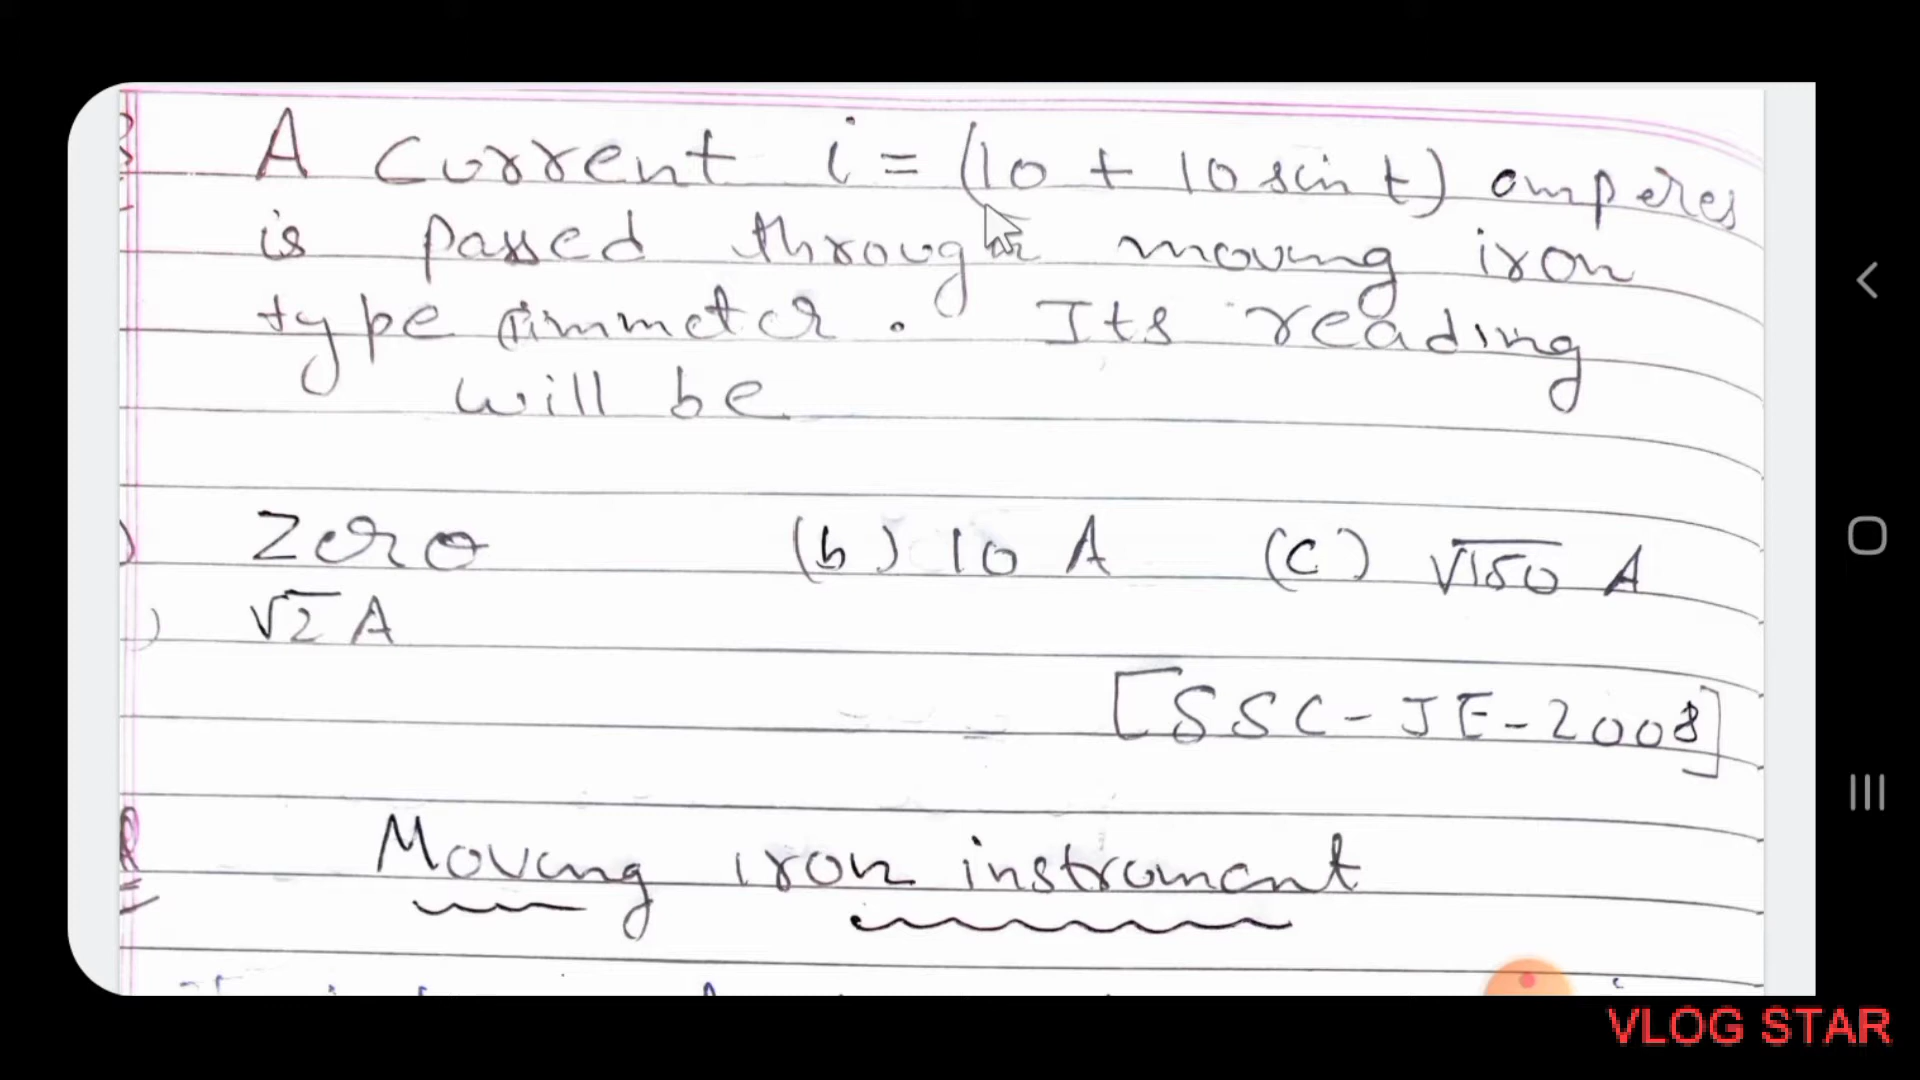 A Current i = (10 + 10 sin t) amperes
is passed through moving iron
type ammeter. Its reading
will be
Zero (b) 10 A (c) √150 A
) √2 A
[SSC-JE-2008]
Moving iron instrument
VLOG STAR